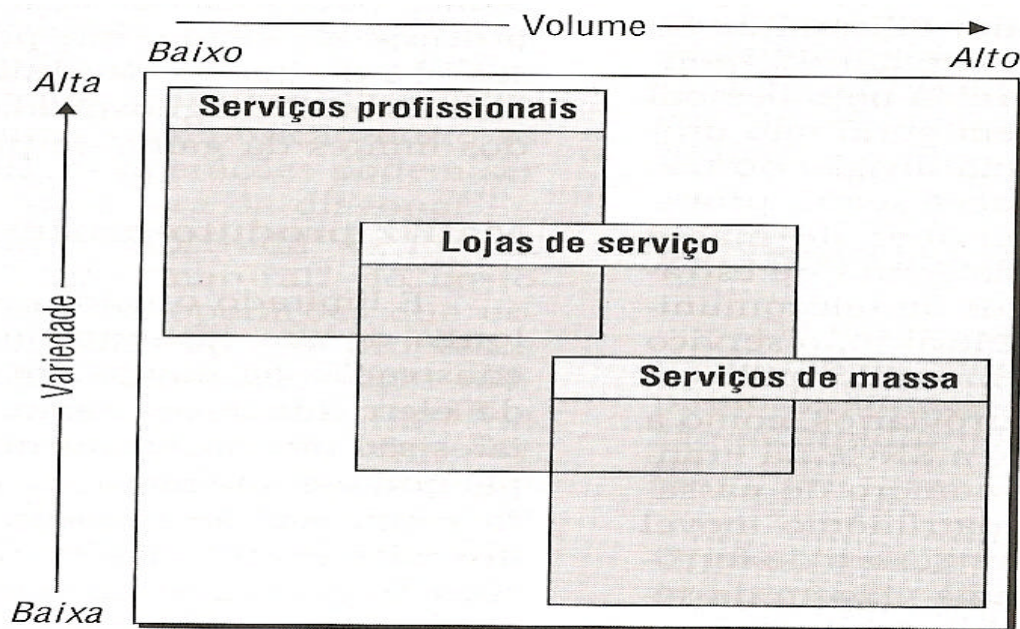 Volume
Baixo
Alto
Alta
Serviços profissionais
Lojas de serviço
Variedade
Serviços de massa
Baixa